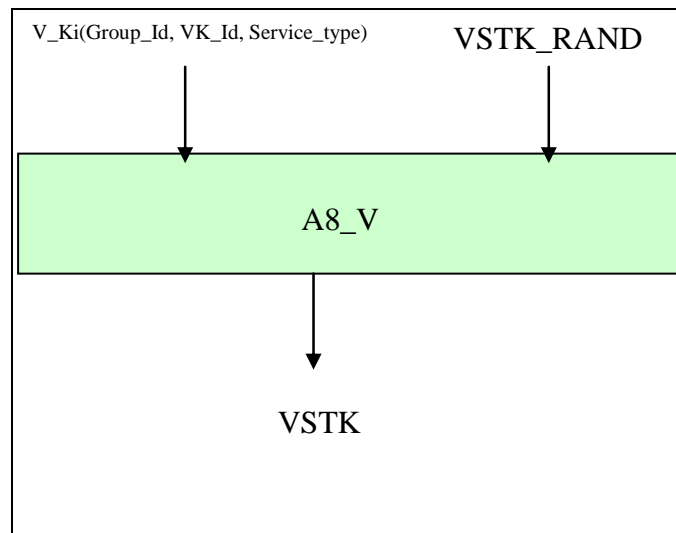 V_Ki(Group_Id, VK_Id, Service_type)
VSTK_RAND
A8_V
VSTK